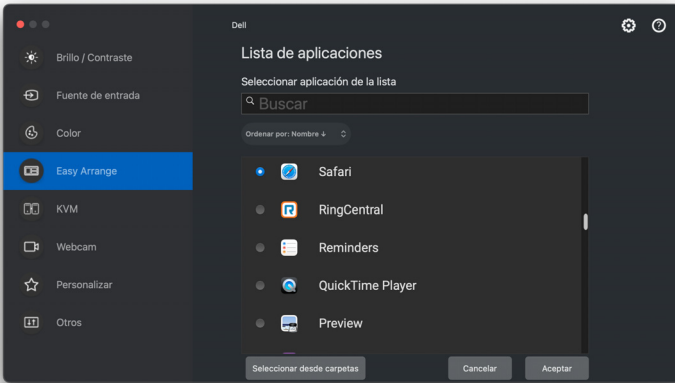 Dell
Lista de aplicaciones
Seleccionar aplicación de la lista
Buscar
Ordenar por: Nombre ↓
Brillo / Contraste
Fuente de entrada
Color
Easy Arrange
KVM
Webcam
Personalizar
Otros
Safari
RingCentral
Reminders
QuickTime Player
Preview
Seleccionar desde carpetas
Cancelar
Aceptar